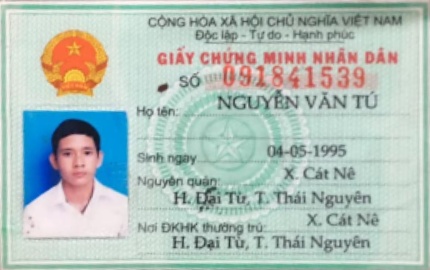 CỘNG HÒA XÃ HỘI CHỦ NGHĨA VIỆT NAM
Độc lập - Tự do - Hạnh phúc
GIẤY CHỨNG MINH NHÂN DÂN
SỐ 091841539
Họ tên: NGUYỄN VĂN TÚ
Sinh ngày 04-05-1995
Nguyên quán: X. Cát Nê
H. Đại Từ, T. Thái Nguyên
Nơi ĐKHK thường trú: X. Cát Nê
H. Đại Từ, T. Thái Nguyên